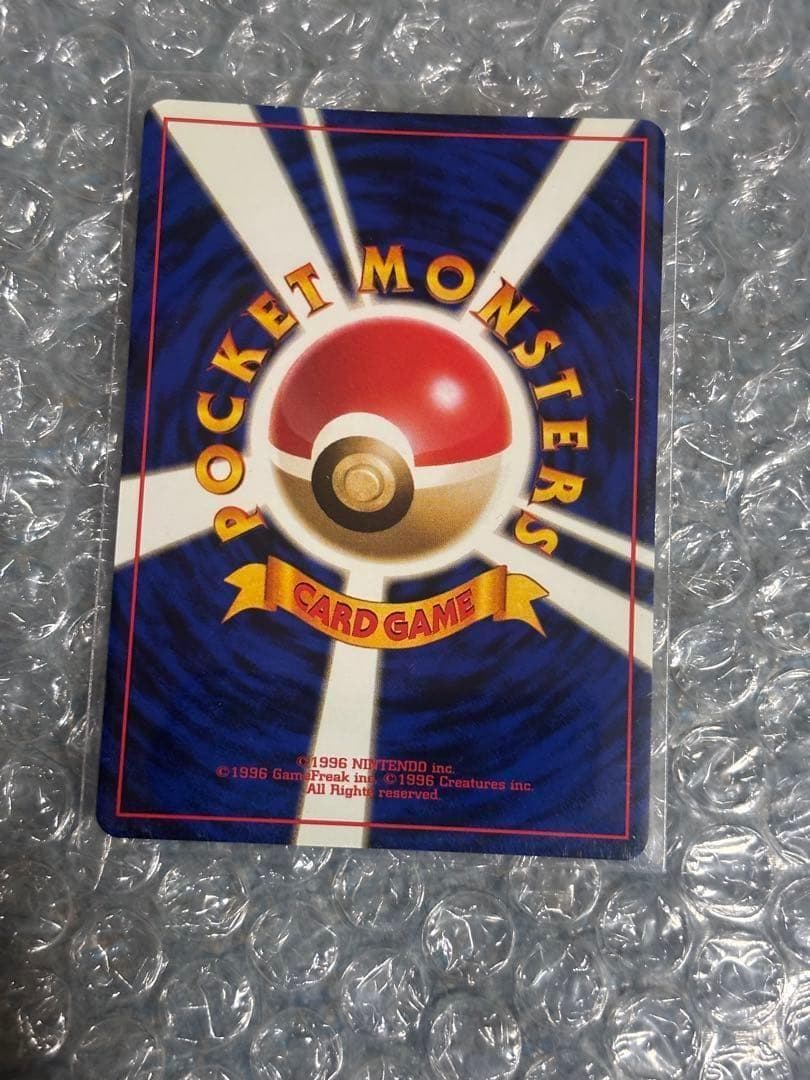 POCKET MONSTERS
CARD GAME
©1996 NINTENDO inc.
©1996 GameFreak inc. ©1996 Creatures inc.
All Rights reserved.